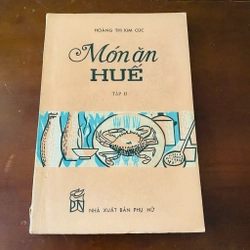 HOÀNG THỊ KIM CÚC
Món ăn
HUẾ
TẬP II
NHÀ XUẤT BẢN PHỤ NỮ